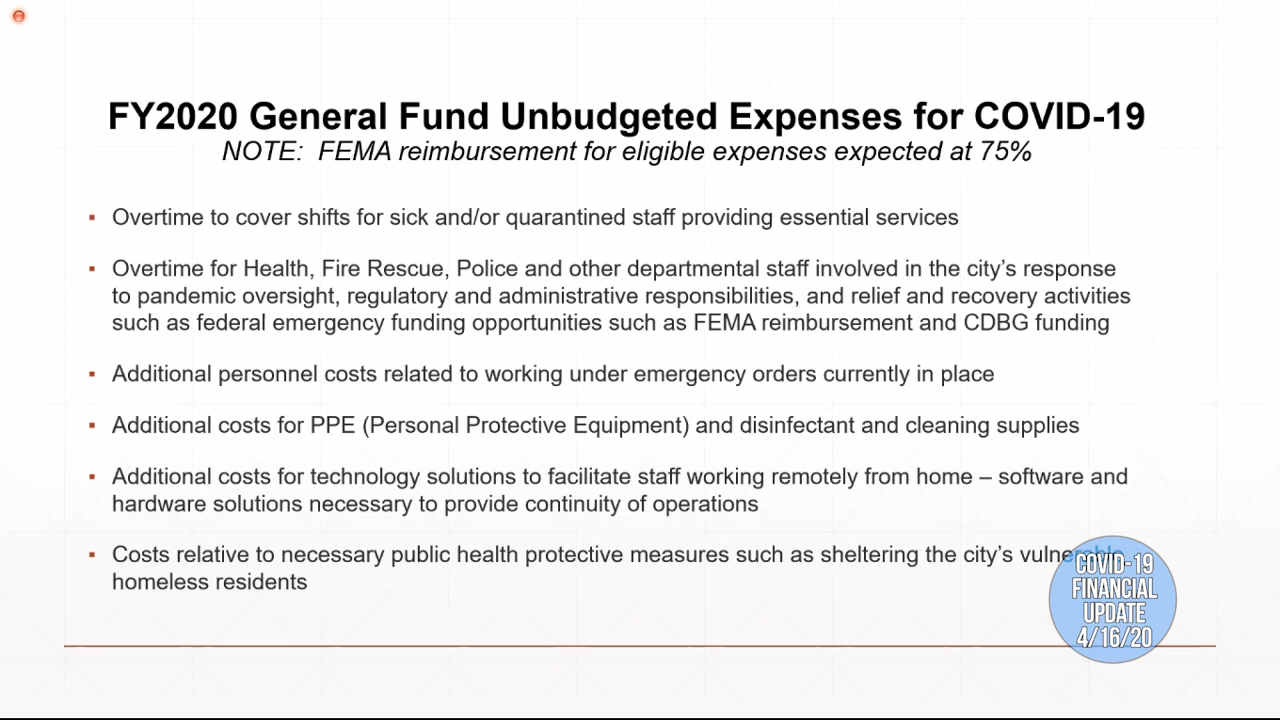 FY2020 General Fund Unbudgeted Expenses for COVID-19
NOTE: FEMA reimbursement for eligible expenses expected at 75%
▪ Overtime to cover shifts for sick and/or quarantined staff providing essential services
▪ Overtime for Health, Fire Rescue, Police and other departmental staff involved in the city’s response
to pandemic oversight, regulatory and administrative responsibilities, and relief and recovery activities
such as federal emergency funding opportunities such as FEMA reimbursement and CDBG funding
▪ Additional personnel costs related to working under emergency orders currently in place
▪ Additional costs for PPE (Personal Protective Equipment) and disinfectant and cleaning supplies
▪ Additional costs for technology solutions to facilitate staff working remotely from home – software and
hardware solutions necessary to provide continuity of operations
▪ Costs relative to necessary public health protective measures such as sheltering the city’s vulnerable
homeless residents
COVID-19
FINANCIAL
UPDATE
4/16/20